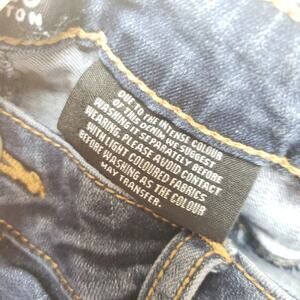 TON
DUE TO THE INTENSE COLOUR
OF THIS DENIM, WE SUGGEST
WASHING IT SEPARATELY BEFORE
WEARING. PLEASE AVOID CONTACT
WITH LIGHT COLOURED FABRICS
BEFORE WASHING AS THE COLOUR
MAY TRANSFER.